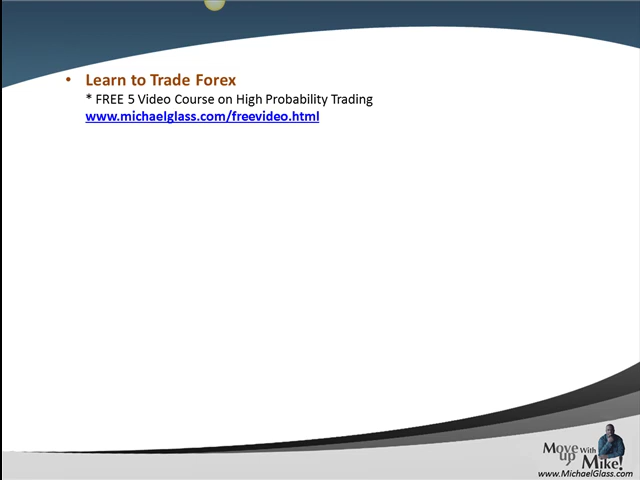 • Learn to Trade Forex
* FREE 5 Video Course on High Probability Trading
www.michaelglass.com/freevideo.html
Move up With Mike!
www.MichaelGlass.com